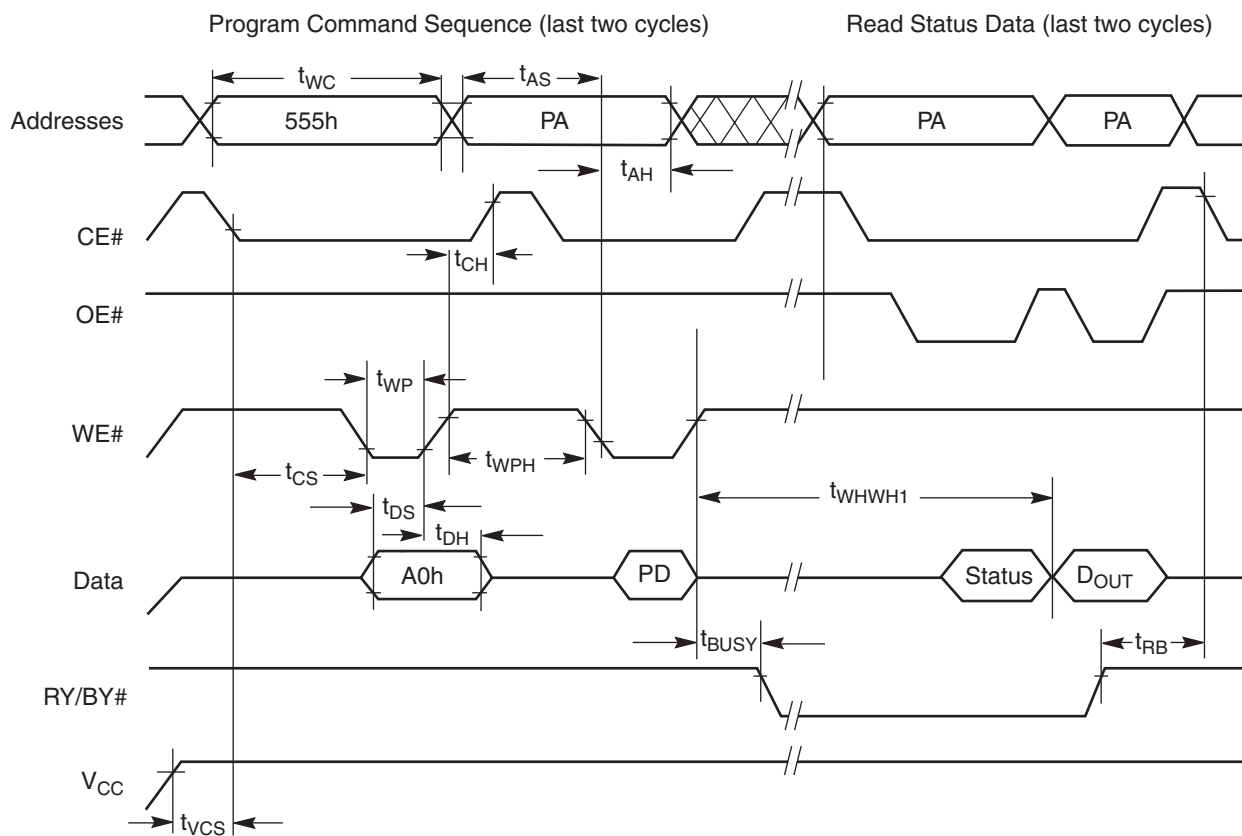 Program Command Sequence (last two cycles)
Read Status Data (last two cycles)
tWC
tAS
Addresses
555h
PA
PA
PA
tAH
CE#
tCH
OE#
tWP
WE#
tWPH
tCS
tWHWH1
tDS
tDH
Data
A0h
PD
Status
DOUT
tBUSY
tRB
RY/BY#
VCC
tVCS